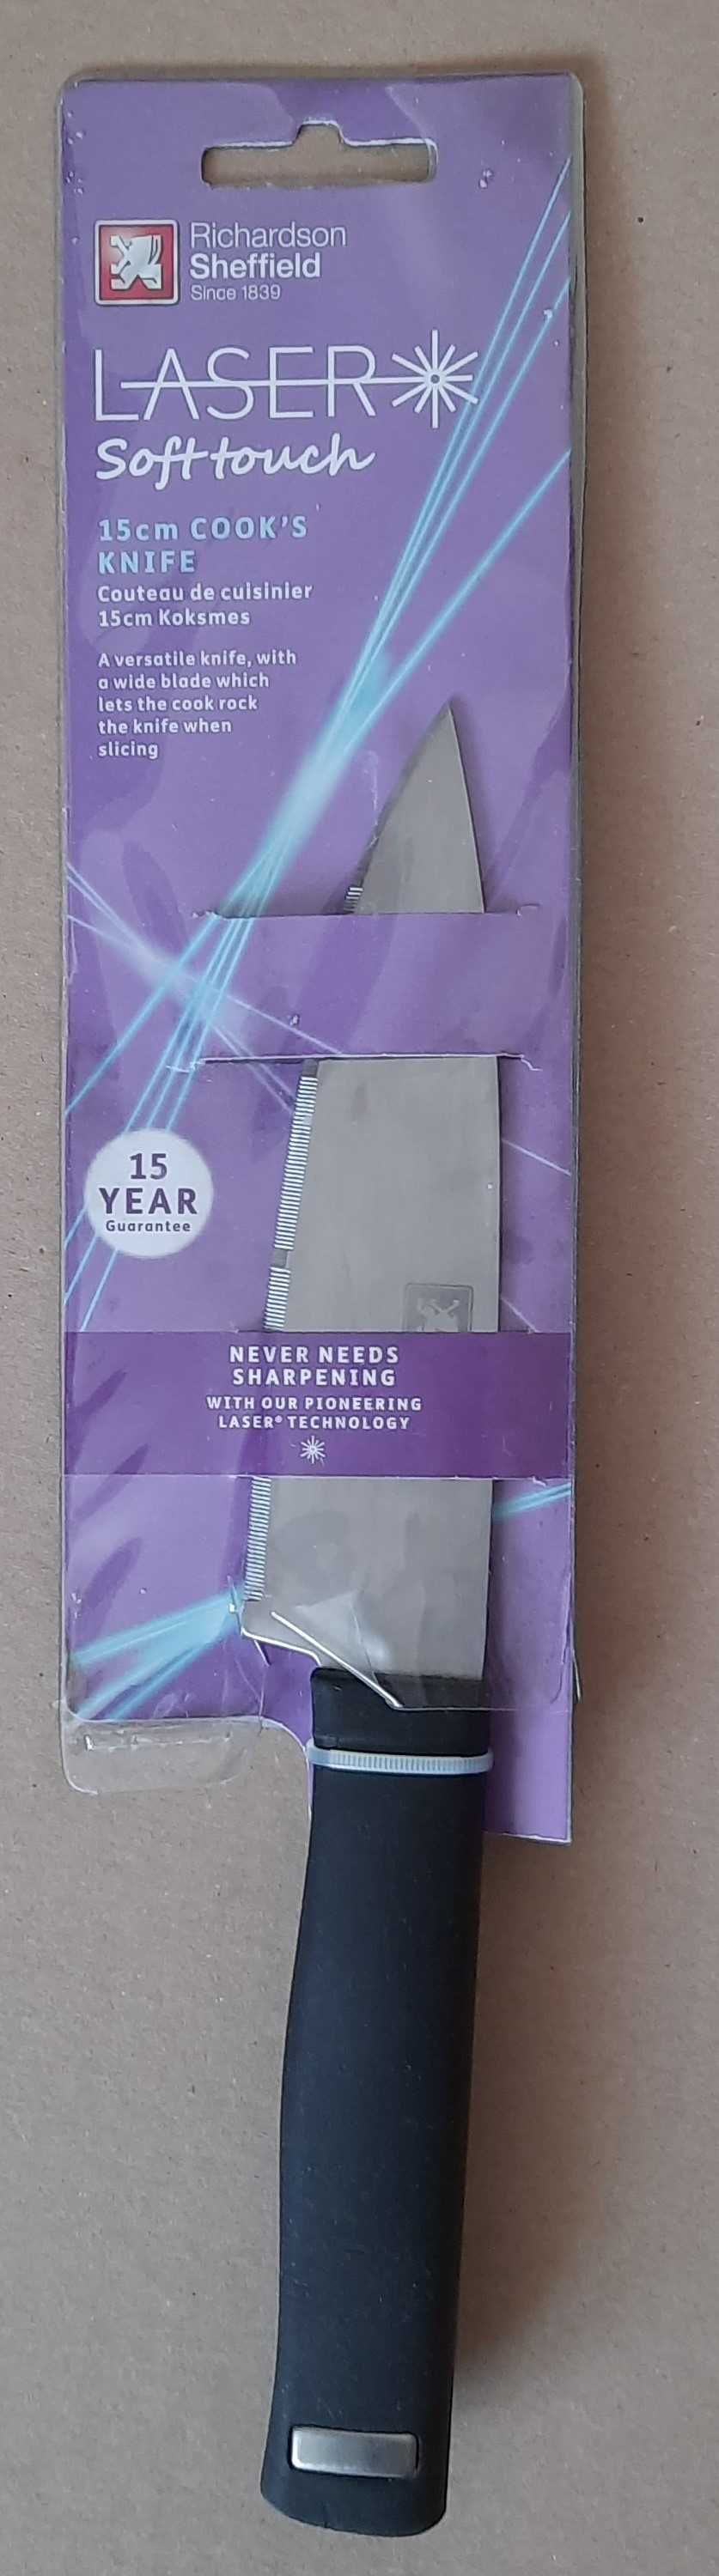 Richardson
Sheffield
Since 1839
LASER
Soft touch
15cm COOK'S
KNIFE
Couteau de cuisinier
15cm Koksmes
A versatile knife, with
a wide blade which
lets the cook rock
the knife when
slicing
15
YEAR
Guarantee
NEVER NEEDS
SHARPENING
WITH OUR PIONEERING
LASER® TECHNOLOGY